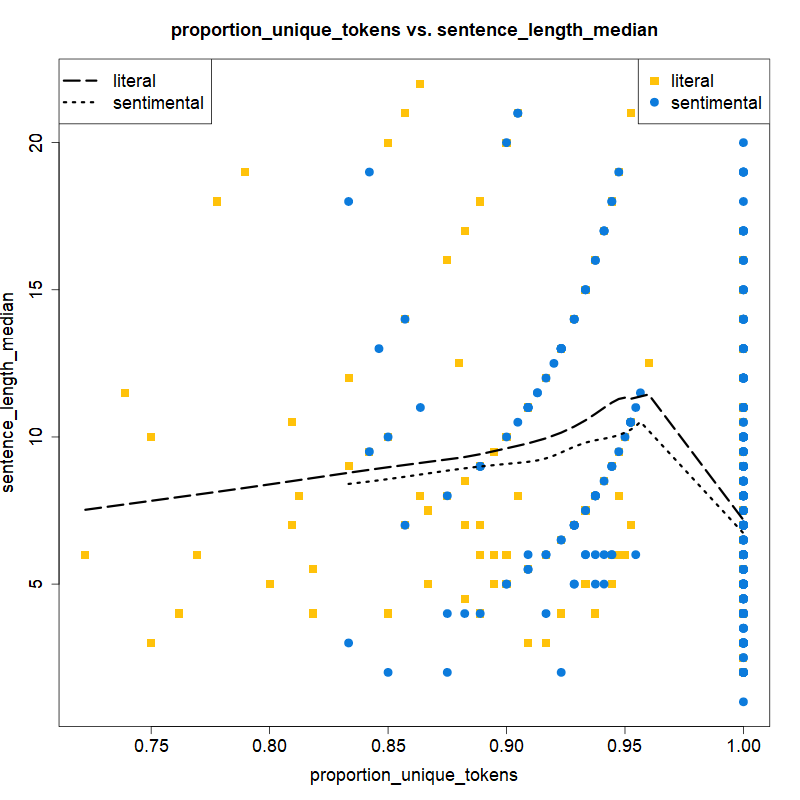 proportion_unique_tokens vs. sentence_length_median
literal
sentimental
literal
sentimental
sentence_length_median
20
15
10
5
0.75 0.80 0.85 0.90 0.95 1.00
proportion_unique_tokens